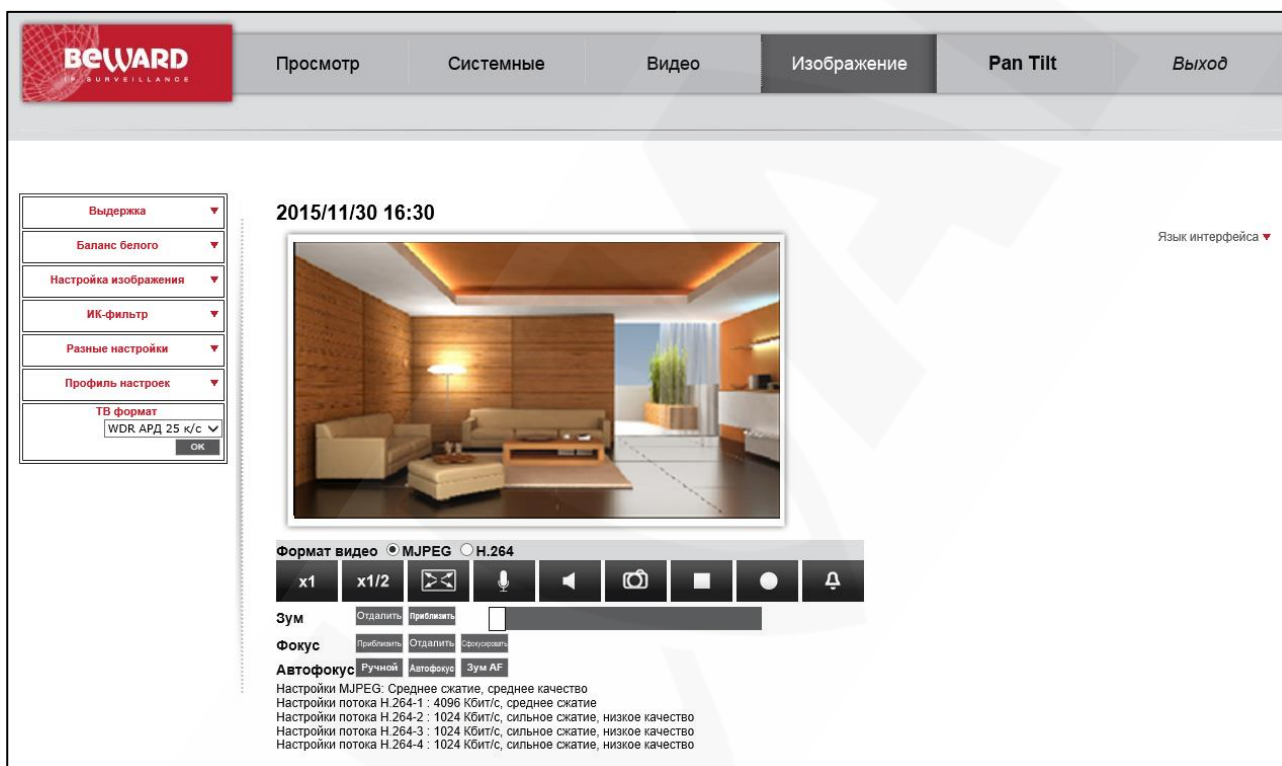 BEWARD
IP SURVEILLANCE
Просмотр
Системные
Видео
Изображение
Pan Tilt
Выход
Выдержка
Баланс белого
Настройка изображения
ИК-фильтр
Разные настройки
Профиль настроек
ТВ формат
WDR АРД 25 к/с
OK
2015/11/30 16:30
Язык интерфейса
Формат видео MJPEG H.264
x1 x1/2
Зум Отдалить Приблизить
Фокус Приблизить Отдалить Сфокусировать
Автофокус Ручной Автофокус Зум AF
Настройки MJPEG: Среднее сжатие, среднее качество
Настройки потока H.264-1 : 4096 Кбит/с, среднее сжатие
Настройки потока H.264-2 : 1024 Кбит/с, сильное сжатие, низкое качество
Настройки потока H.264-3 : 1024 Кбит/с, сильное сжатие, низкое качество
Настройки потока H.264-4 : 1024 Кбит/с, сильное сжатие, низкое качество